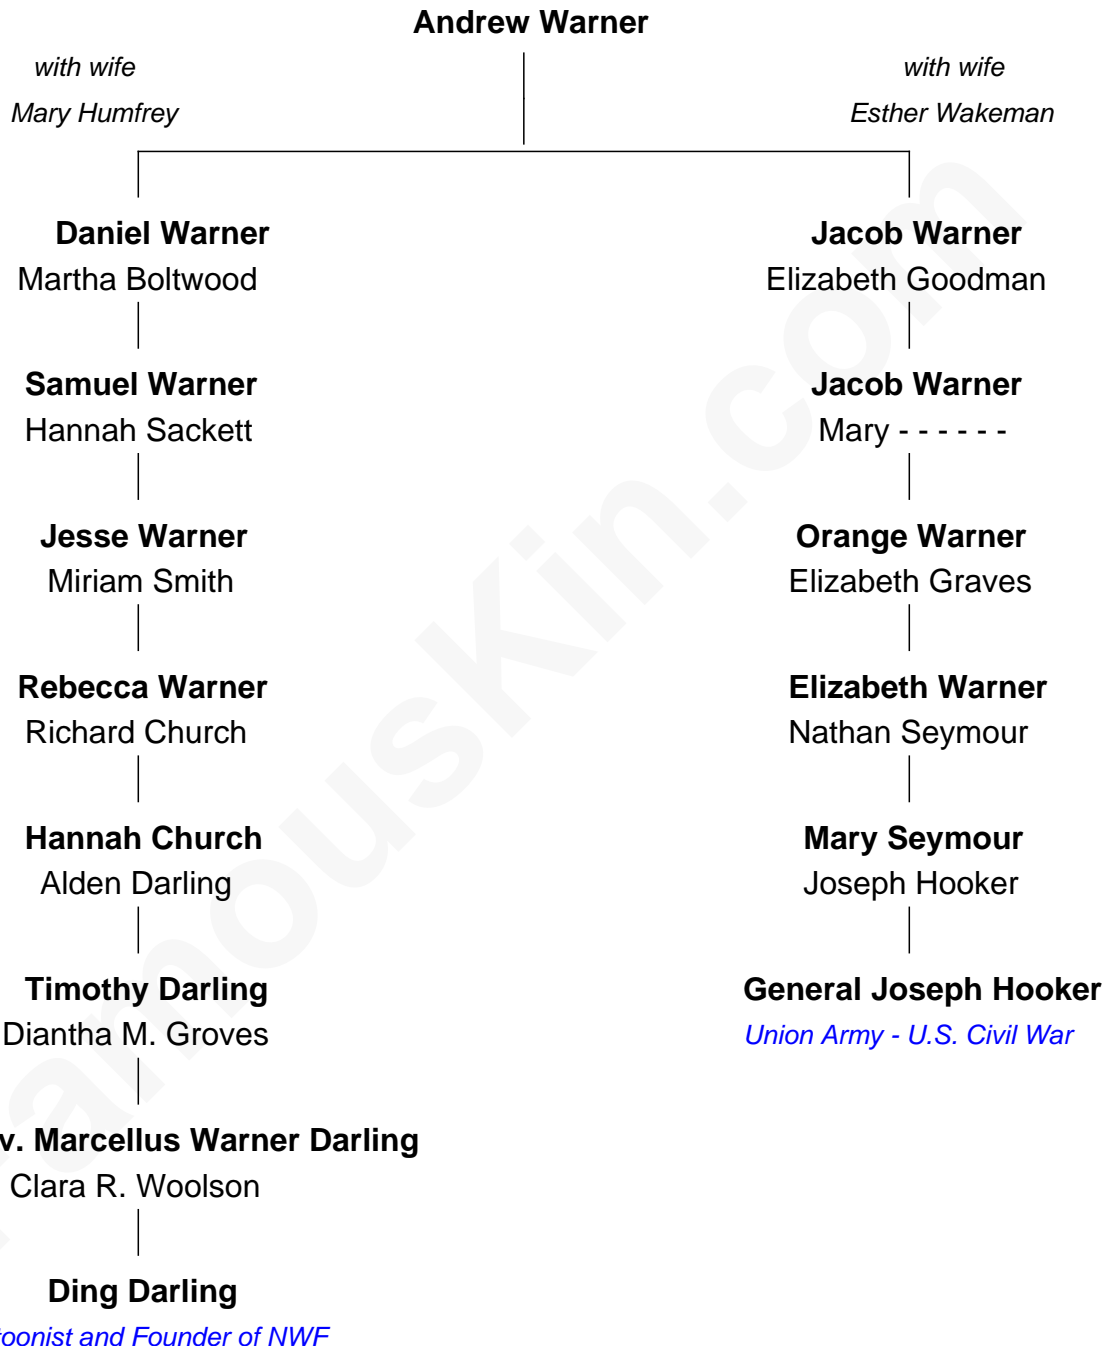 Andrew Warner
with wife
Mary Humfrey
with wife
Esther Wakeman
Daniel Warner
Martha Boltwood
Jacob Warner
Elizabeth Goodman
Samuel Warner
Hannah Sackett
Jacob Warner
Mary - - - - - -
Jesse Warner
Miriam Smith
Orange Warner
Elizabeth Graves
Rebecca Warner
Richard Church
Elizabeth Warner
Nathan Seymour
Hannah Church
Alden Darling
Mary Seymour
Joseph Hooker
Timothy Darling
Diantha M. Groves
General Joseph Hooker
Union Army - U.S. Civil War
v. Marcellus Warner Darling
Clara R. Woolson
Ding Darling
toonist and Founder of NWF
FamousKin.com